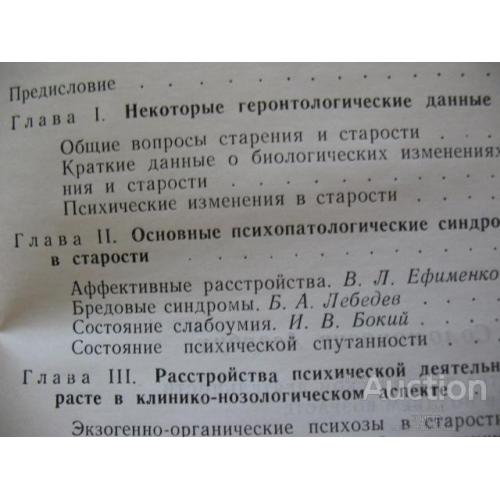 Предисловие . . . . .
Глава I. Некоторые геронтологические данные
Общие вопросы старения и старости . . .
Краткие данные о биологических изменениях
ния и старости . . . . . . .
Психические изменения в старости . . . .
Глава II. Основные психопатологические синдро
в старости . . . . . . . .
Аффективные расстройства. В. Л. Ефименко
Бредовые синдромы. Б. А. Лебедев . . .
Состояние слабоумия. И. В. Бокий . . .
Состояние психической спутанности . . .
Глава III. Расстройства психической деятельн
расте в клинико-нозологическом аспекте
Экзогенно-органические психозы в старости
Auction